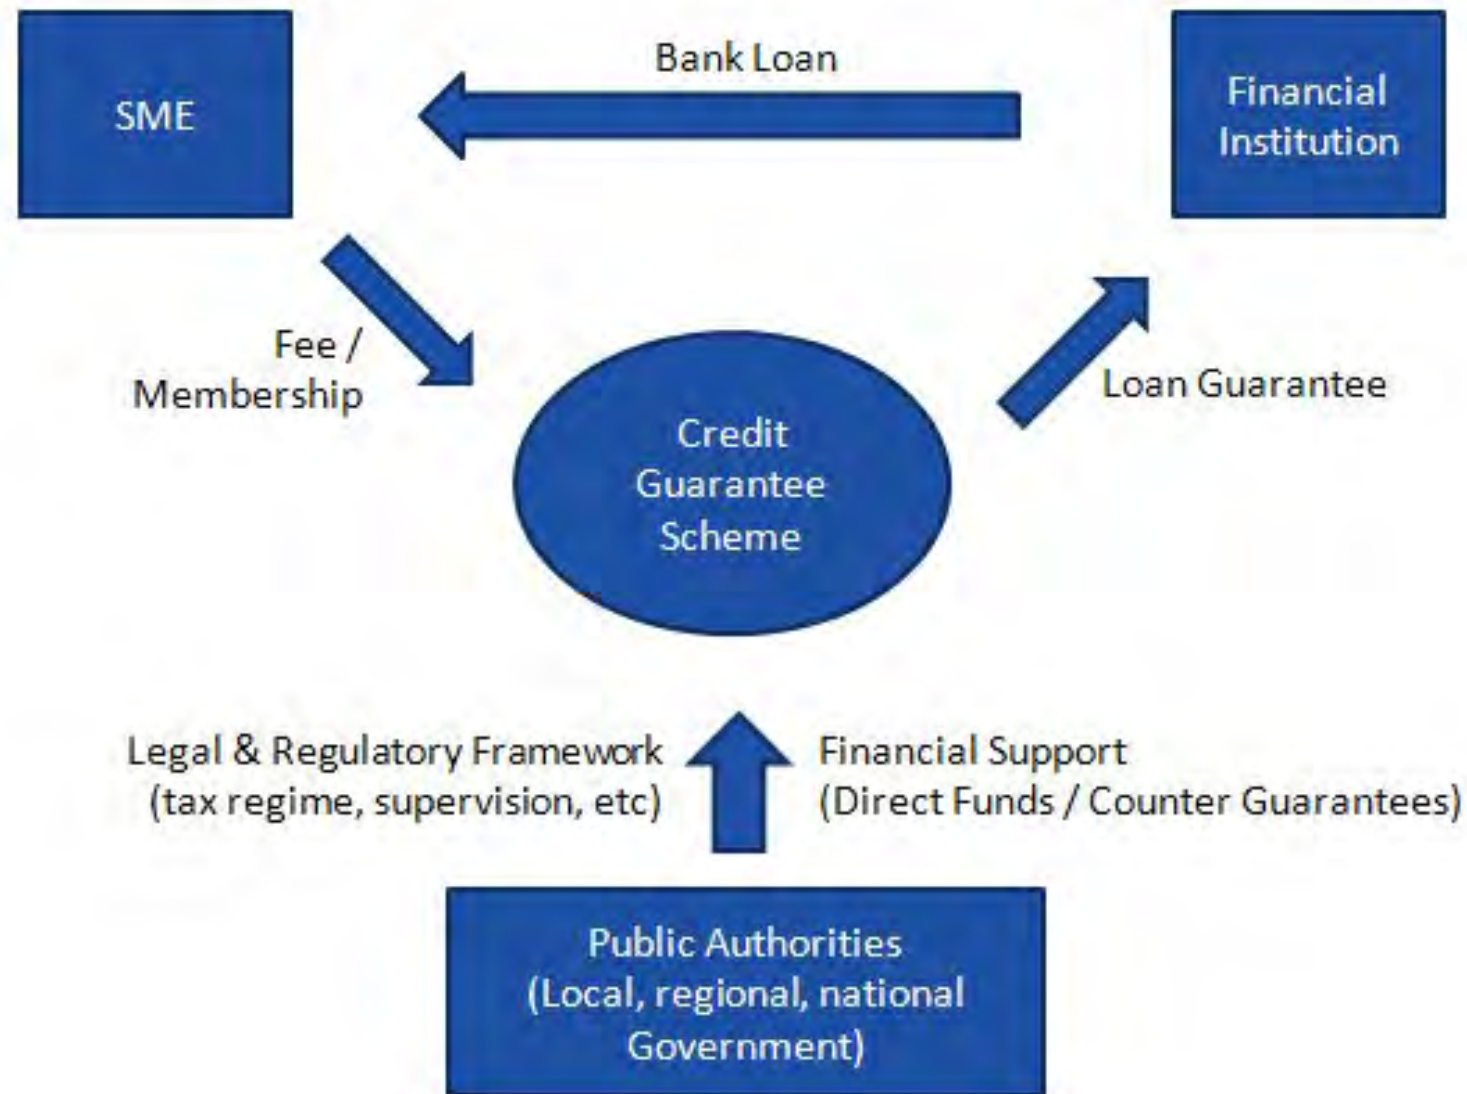 Bank Loan
SME
Financial
Institution
Fee /
Membership
Loan Guarantee
Credit
Guarantee
Scheme
Legal & Regulatory Framework
(tax regime, supervision, etc)
Financial Support
(Direct Funds / Counter Guarantees)
Public Authorities
(Local, regional, national
Government)